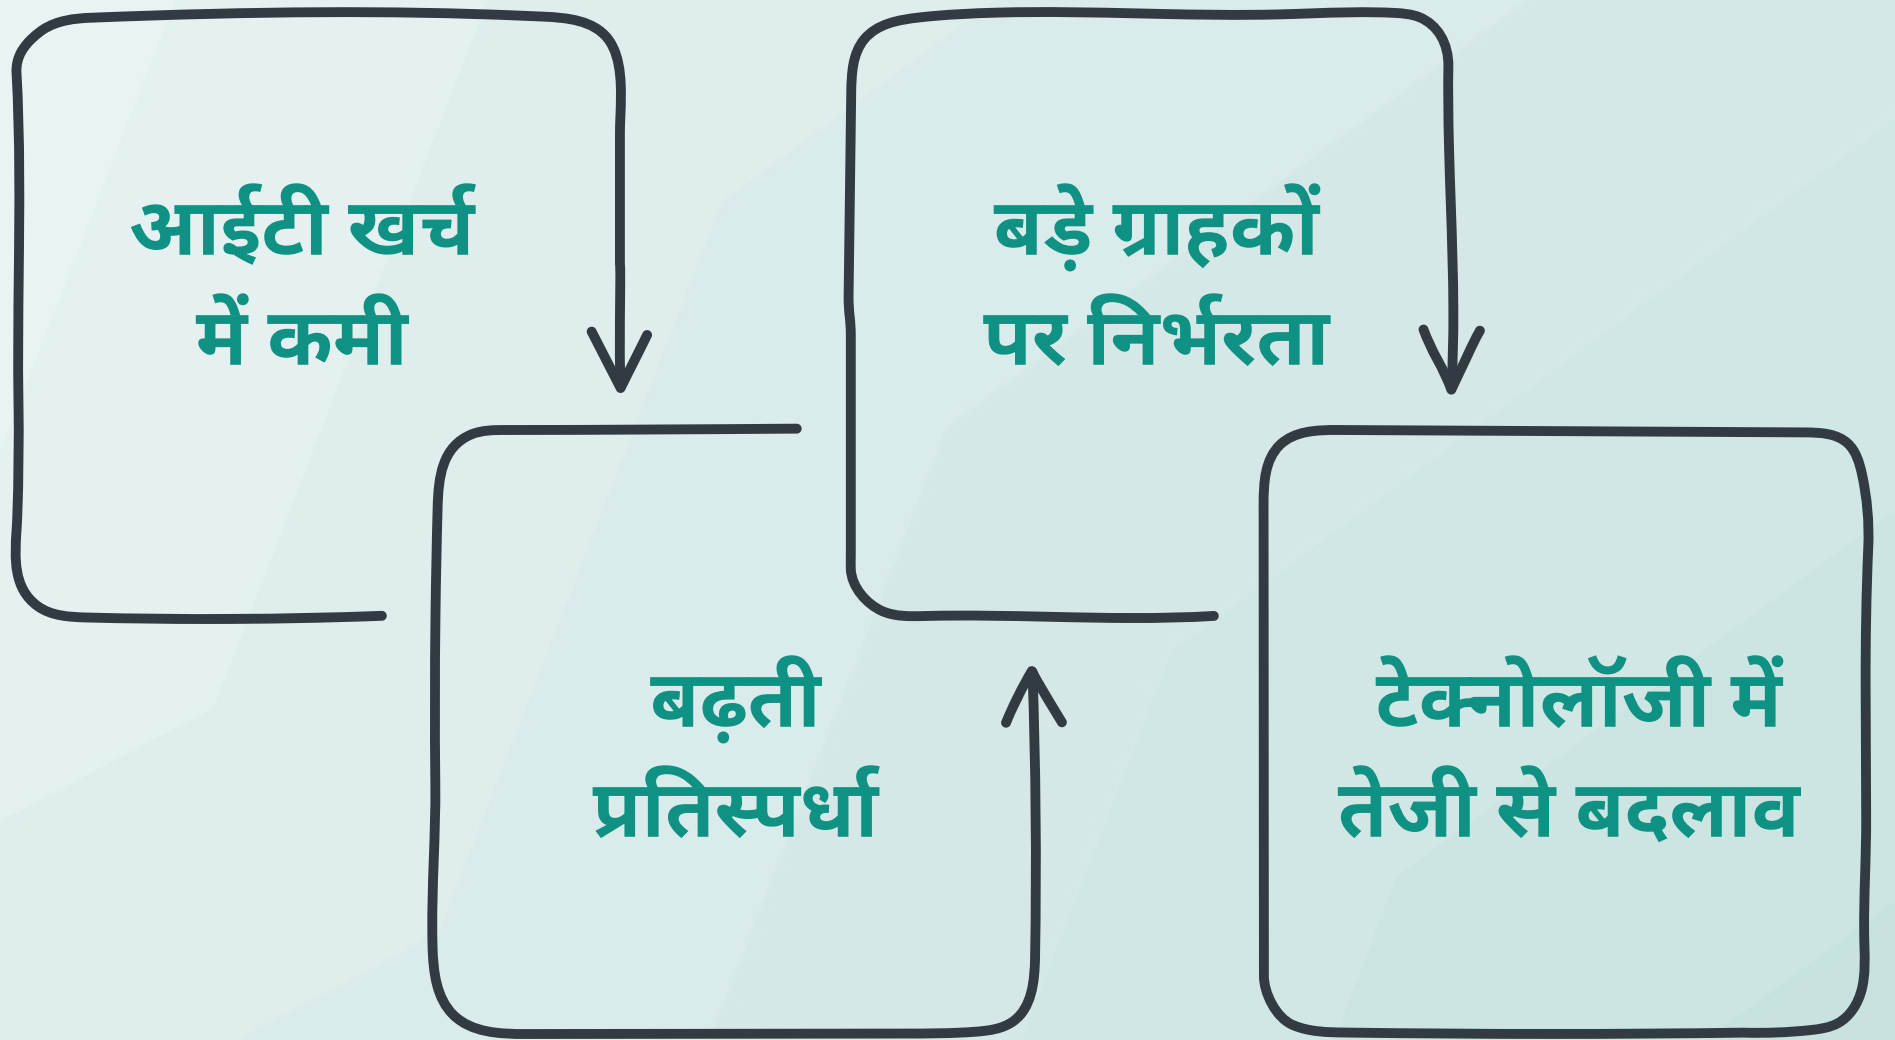 आईटी खर्च
में कमी
बढ़ती
प्रतिस्पर्धा
बड़े ग्राहकों
पर निर्भरता
टेक्नोलॉजी में
तेजी से बदलाव